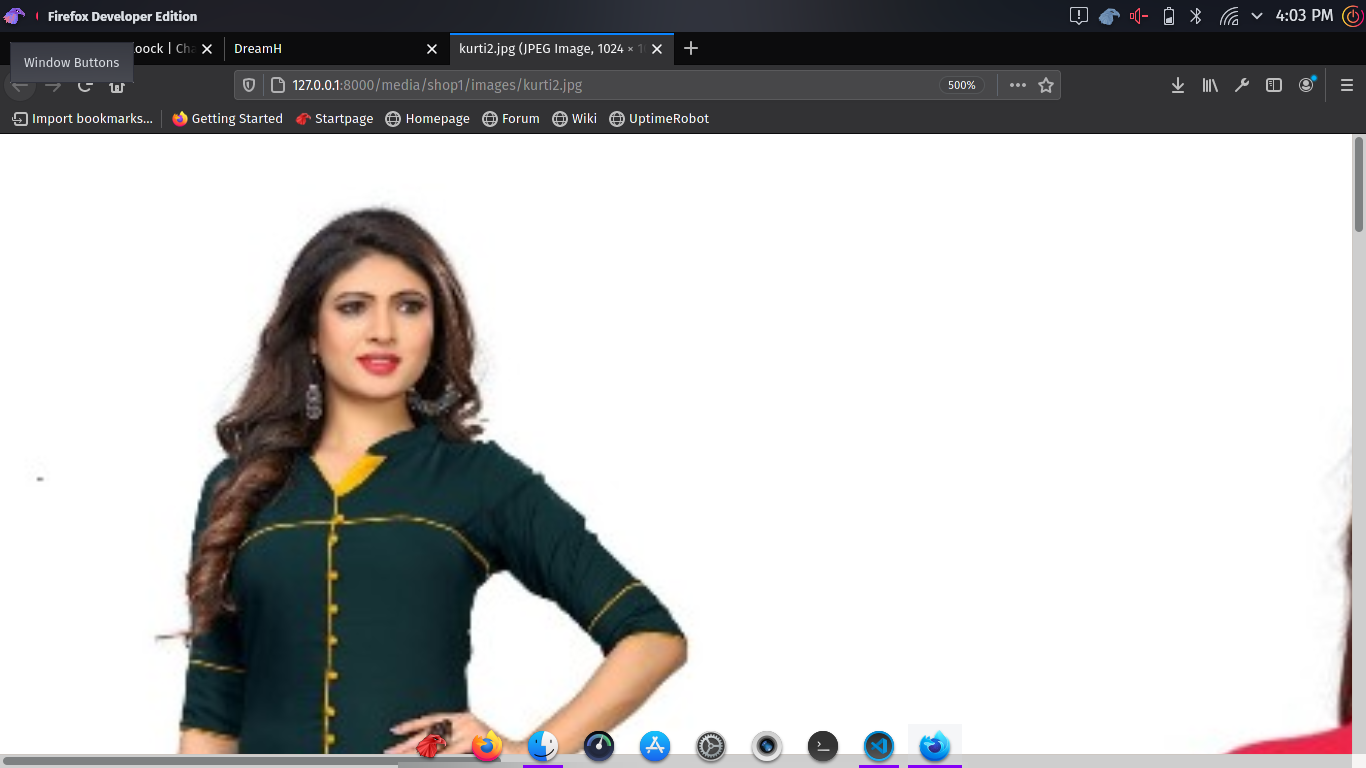 Firefox Developer Edition
4:03 PM
Window Buttons
oock | Cha
DreamH
kurti2.jpg (JPEG Image, 1024 ×
127.0.0.1:8000/media/shop1/images/kurti2.jpg
500%
Import bookmarks...
Getting Started
Startpage
Homepage
Forum
Wiki
UptimeRobot